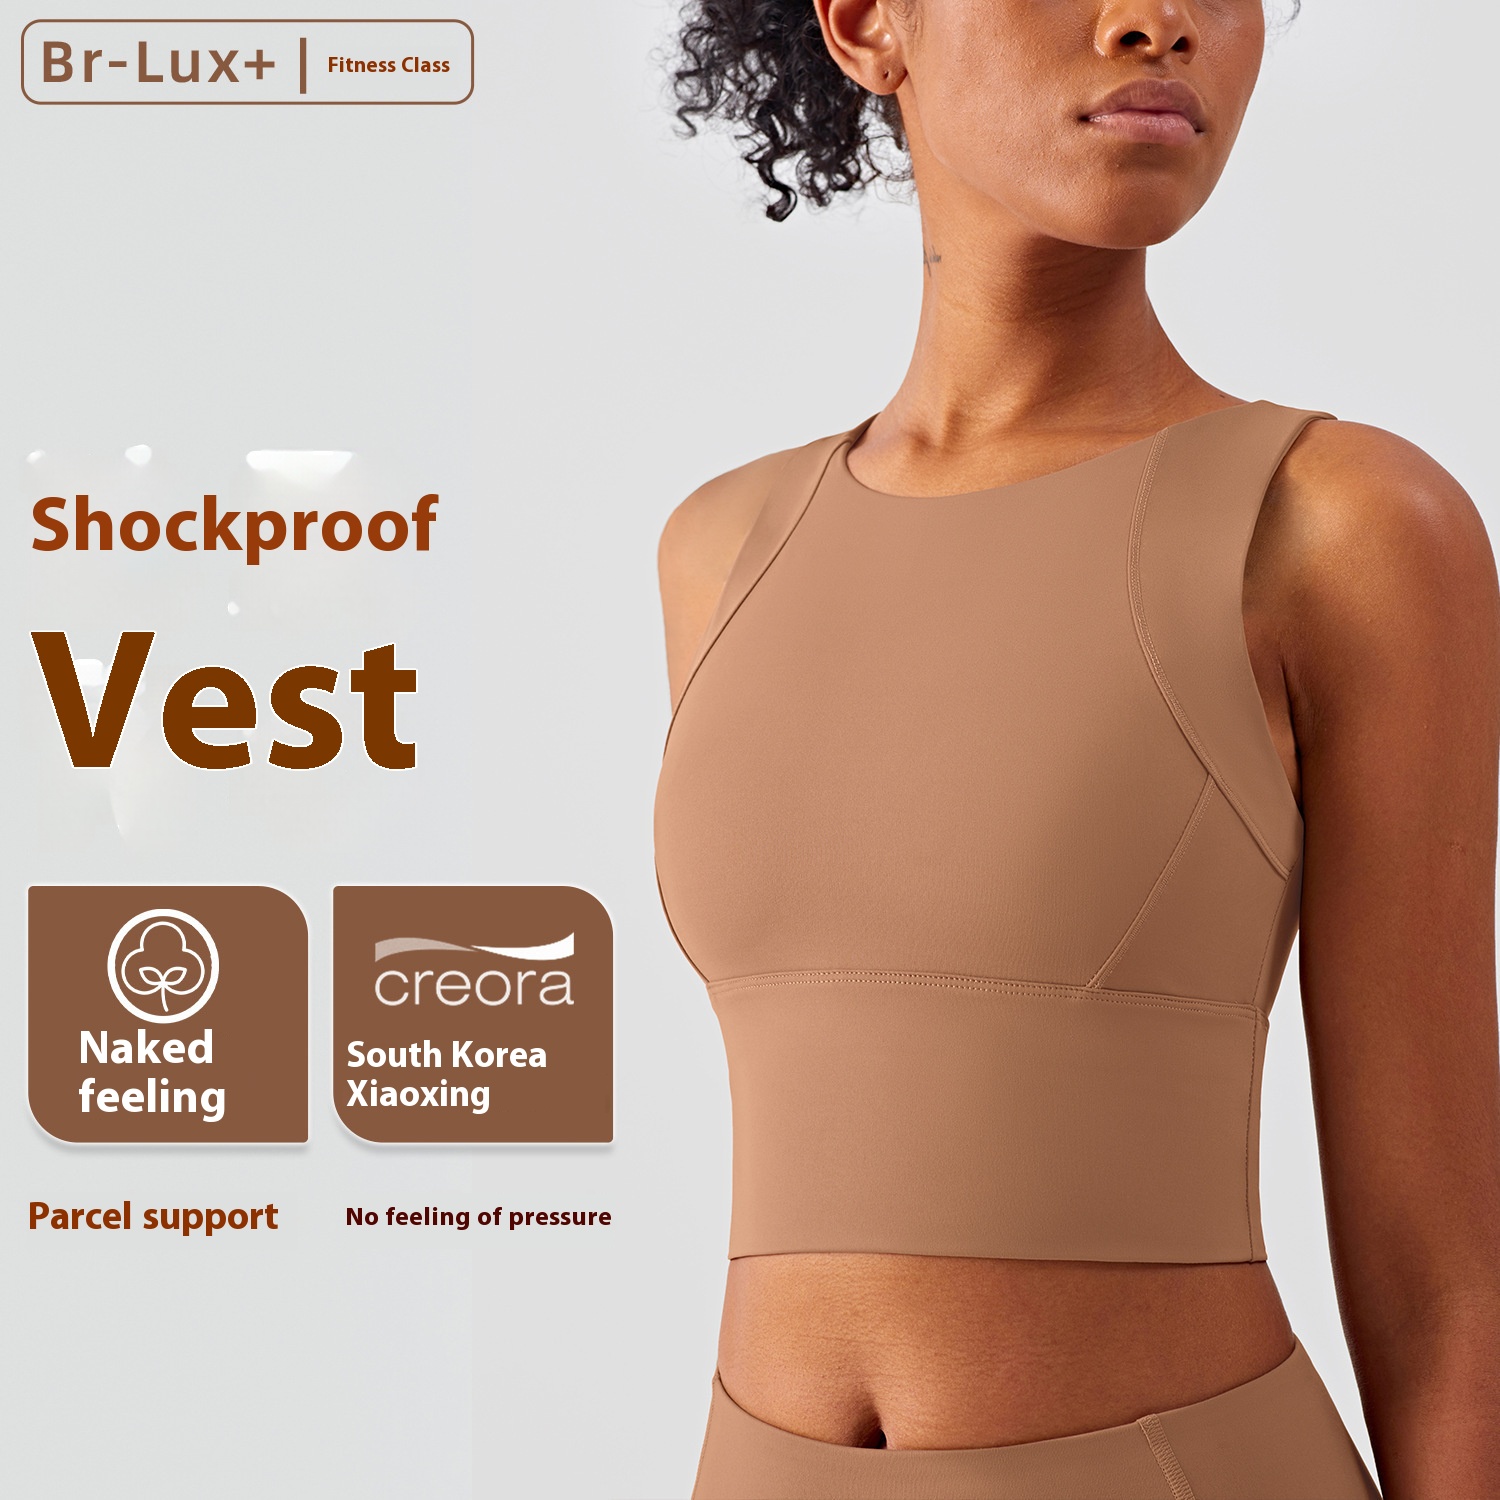 Br-Lux+ | Fitness Class
Shockproof
Vest
Naked
feeling
creora
South Korea
Xiaoxing
Parcel support
No feeling of pressure